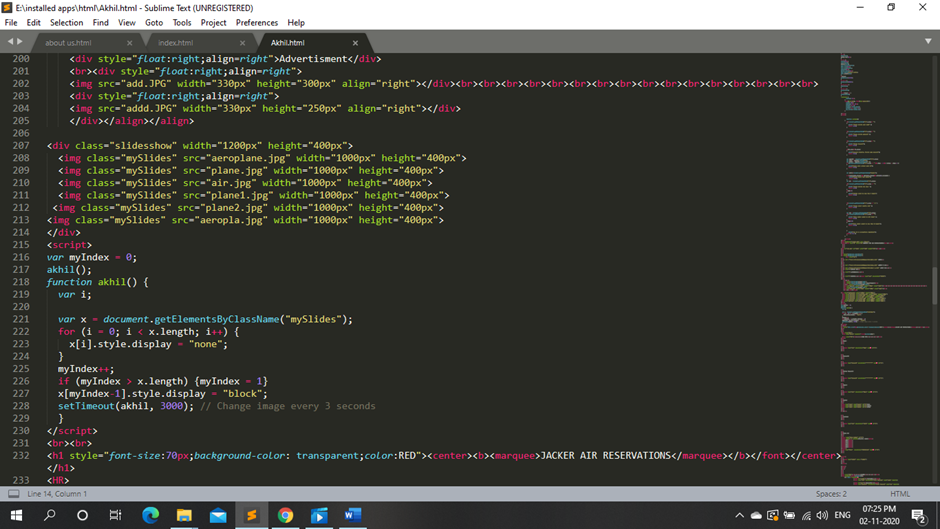 E:\installed apps\html\Akhil.html - Sublime Text (UNREGISTERED)
File Edit Selection Find View Goto Tools Project Preferences Help
about us.html index.html Akhil.html
200 <div style="float:right;align=right">Advertisment</div>
201 <br><div style="float:right;align=right">
202 <img src="add.JPG" width="330px" height="300px" align="right"></div><br><br><br><br><br><br><br><br><br><br><br><br><br><br><br><br>
203 <div style="float:right;align=right">
204 <img src="addd.JPG" width="330px" height="250px" align="right"></div>
205 </div></align></align>
206
207 <div class="slidesshow" width="1200px" height="400px">
208 <img class="mySlides" src="aeroplane.jpg" width="1000px" height="400px">
209 <img class="mySlides" src="plane.jpg" width="1000px" height="400px">
210 <img class="mySlides" src="air.jpg" width="1000px" height="400px">
211 <img class="mySlides" src="plane1.jpg" width="1000px" height="400px">
212 <img class="mySlides" src="plane2.jpg" width="1000px" height="400px">
213 <img class="mySlides" src="aeropla.jpg" width="1000px" height="400px">
214 </div>
215 <script>
216 var myIndex = 0;
217 akhil();
218 function akhil() {
219 var i;
220
221 var x = document.getElementsByClassName("mySlides");
222 for (i = 0; i < x.length; i++) {
223 x[i].style.display = "none";
224 }
225 myIndex++;
226 if (myIndex > x.length) {myIndex = 1}
227 x[myIndex-1].style.display = "block";
228 setTimeout(akhil, 3000); // Change image every 3 seconds
229 }
230 </script>
231 <br><br>
232 <h1 style="font-size:70px;background-color: transparent;color:RED"><center><b><marquee>JACKER AIR RESERVATIONS</marquee></b></font></center>
</h1>
233 <HR>
Line 14, Column 1 Spaces: 2 HTML
ENG 07:25 PM
02-11-2020
2